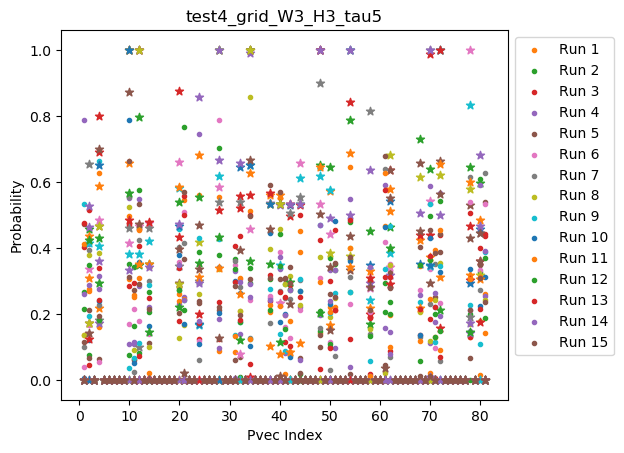 test4_grid_W3_H3_tau5
1.0
0.8
0.6
0.4
0.2
0.0
Probability
0 10 20 30 40 50 60 70 80
Pvec Index
Run 1
Run 2
Run 3
Run 4
Run 5
Run 6
Run 7
Run 8
Run 9
Run 10
Run 11
Run 12
Run 13
Run 14
Run 15